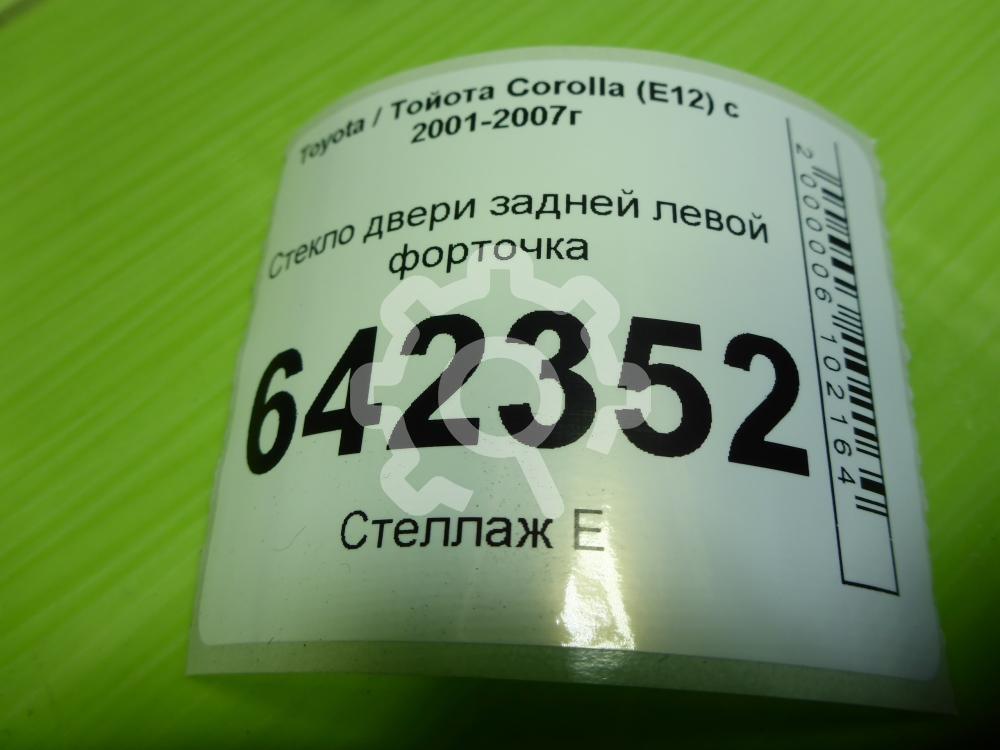 Toyota / Тойота Corolla (E12) с
2001-2007г
Стекло двери задней левой
форточка
642352
Стеллаж Е
2000006102164